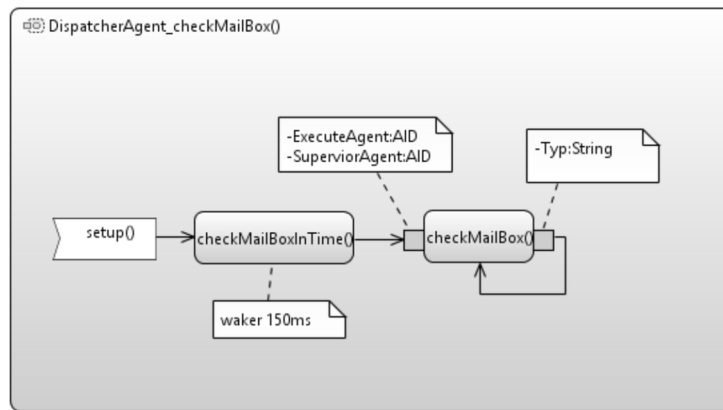 DispatcherAgent_checkMailBox()
-ExecuteAgent:AID
-SuperviorAgent:AID
-Typ:String
setup()
checkMailBoxInTime()
checkMailBox()
waker 150ms